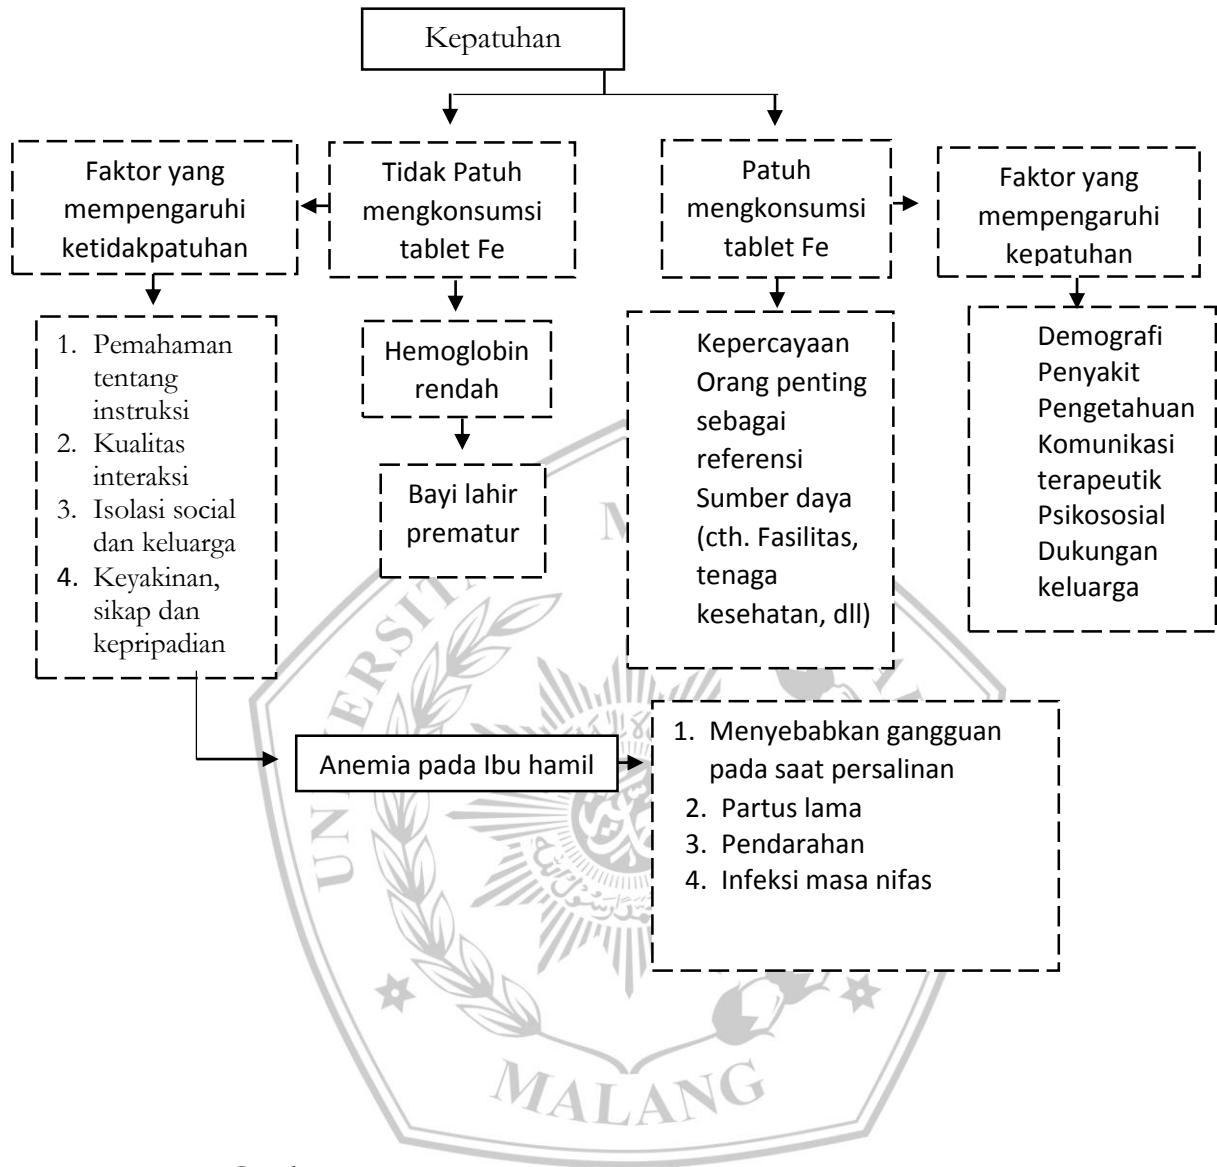 Kepatuhan
Faktor yang
mempengaruhi
ketidakpatuhan
Tidak Patuh
mengkonsumsi
tablet Fe
Patuh
mengkonsumsi
tablet Fe
Faktor yang
mempengaruhi
kepatuhan
1. Pemahaman
tentang
instruksi
2. Kualitas
interaksi
3. Isolasi social
dan keluarga
4. Keyakinan,
sikap dan
kepripadian
Hemoglobin
rendah
Bayi lahir
prematur
Kepercayaan
Orang penting
sebagai
referensi
Sumber daya
(cth. Fasilitas,
tenaga
kesehatan, dll)
Demografi
Penyakit
Pengetahuan
Komunikasi
terapeutik
Psikososial
Dukungan
keluarga
Anemia pada Ibu hamil
1. Menyebabkan gangguan
pada saat persalinan
2. Partus lama
3. Pendarahan
4. Infeksi masa nifas
MALANG